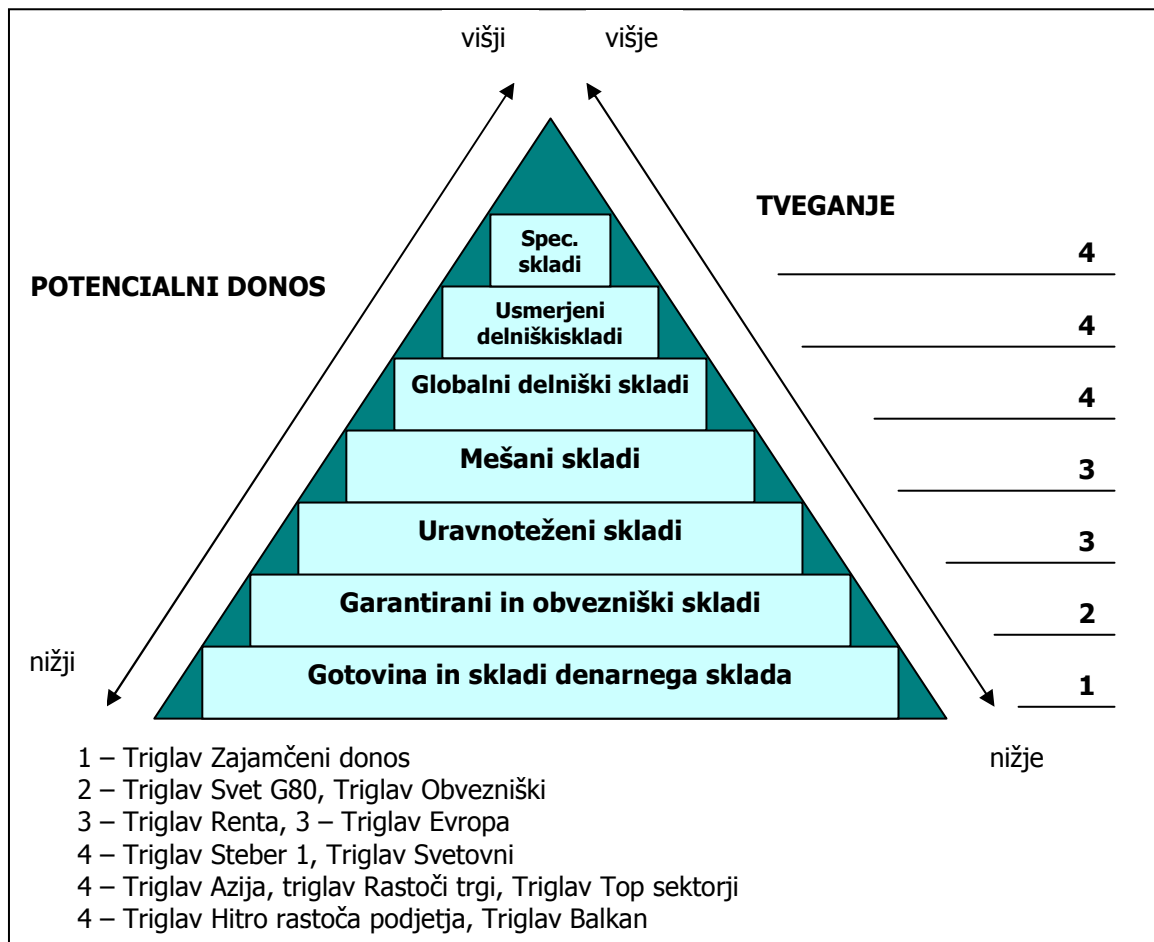 višji višje
TVEGANJE
Spec.
skladi
4
POTENCIALNI DONOS
Usmerjeni
delniškiskladi
4
Globalni delniški skladi
4
Mešani skladi
3
Uravnoteženi skladi
3
Garantirani in obvezniški skladi
2
nižji
Gotovina in skladi denarnega sklada
1
nižje
1 – Triglav Zajamčeni donos
2 – Triglav Svet G80, Triglav Obvezniški
3 – Triglav Renta, 3 – Triglav Evropa
4 – Triglav Steber 1, Triglav Svetovni
4 – Triglav Azija, triglav Rastoči trgi, Triglav Top sektorji
4 – Triglav Hitro rastoča podjetja, Triglav Balkan